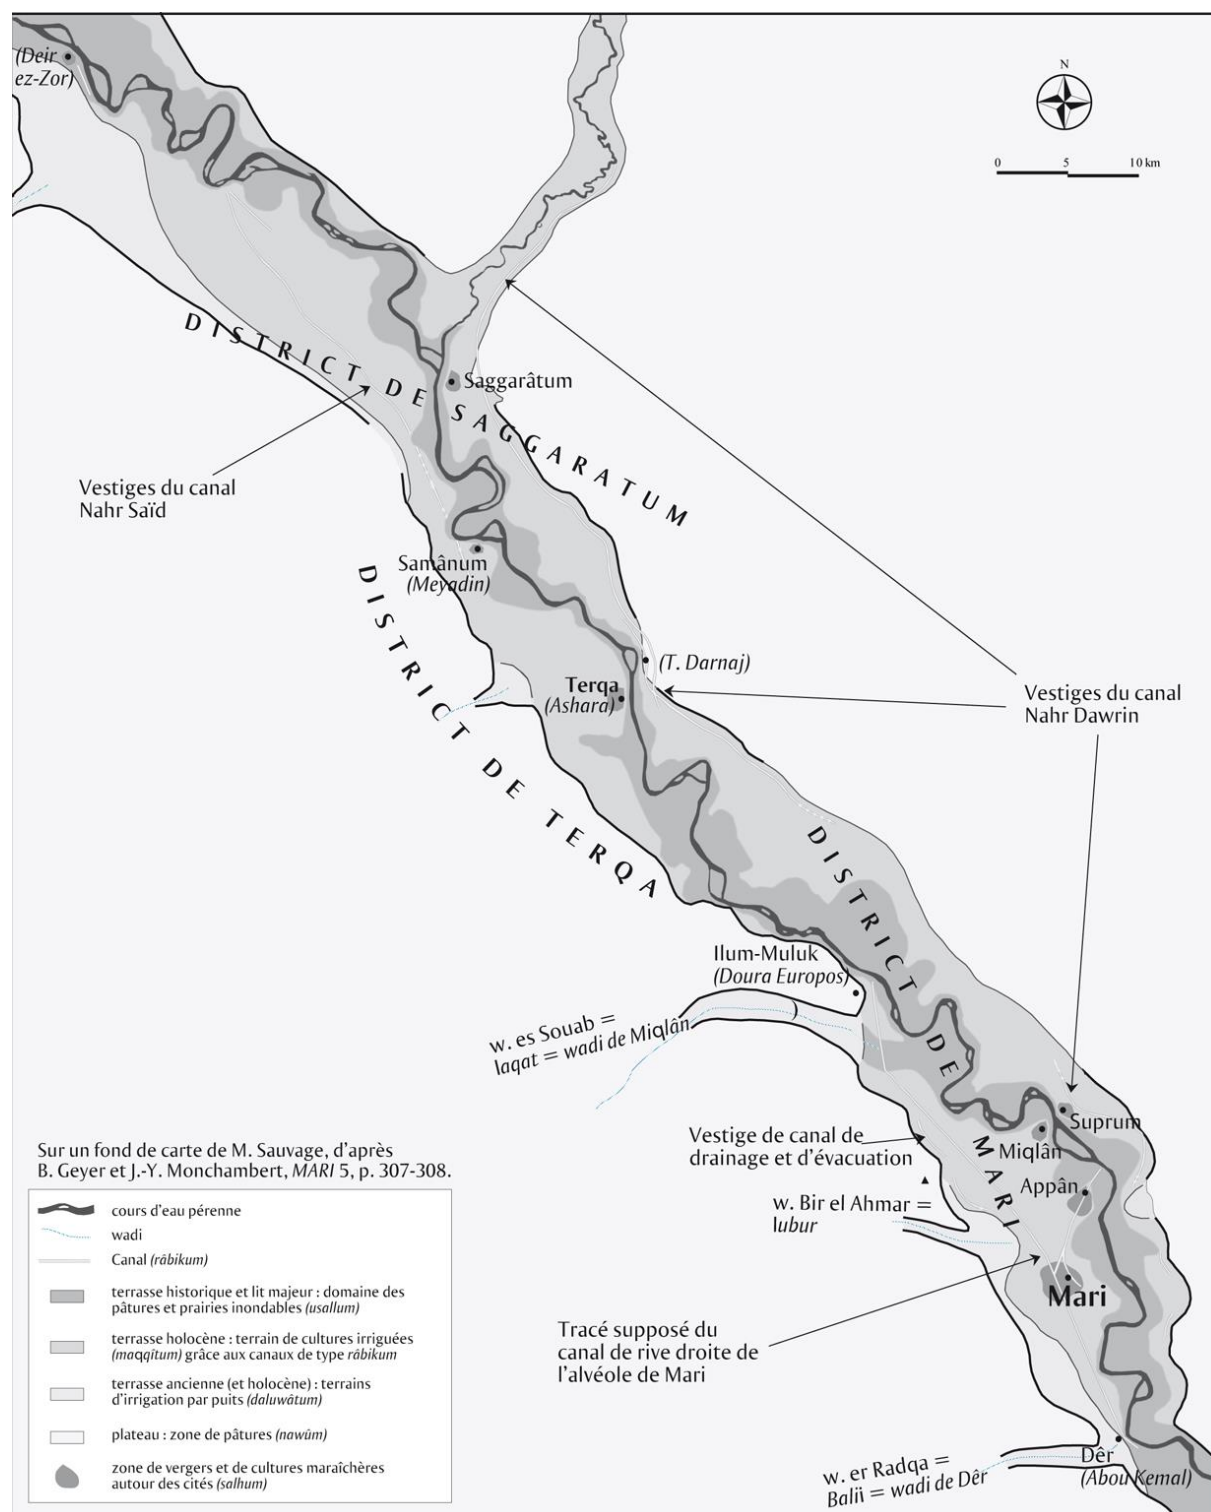 (Deir
ez-Zor)
N
0 5 10 km
DISTRICT DE SAGGARATUM
Saggarâtum
Vestiges du canal
Nahr Saïd
Samânum
(Meyadin)
DISTRICT DE TERQA
(T. Darnaj)
Terqa
(Ashara)
Vestiges du canal
Nahr Dawrin
DISTRICT DE MARI
Ilum-Muluk
(Doura Europos)
w. es Souab =
laqat = wadi de Miqlân
Suprum
Miqlân
Vestige de canal de
drainage et d'évacuation
Appân
w. Bir el Ahmar =
lubur
Mari
Tracé supposé du
canal de rive droite de
l'alvéole de Mari
Dêr
(Abou Kemal)
w. er Radqa =
Balii = wadi de Dêr
Sur un fond de carte de M. Sauvage, d'après
B. Geyer et J.-Y. Monchambert, MARI 5, p. 307-308.
cours d'eau pérenne
wadi
Canal (rābikum)
terrasse historique et lit majeur : domaine des
pâtures et prairies inondables (usallum)
terrasse holocène : terrain de cultures irriguées
(maqqītum) grâce aux canaux de type rābikum
terrasse ancienne (et holocène) : terrains
d'irrigation par puits (daluwātum)
plateau : zone de pâtures (nawûm)
zone de vergers et de cultures maraîchères
autour des cités (salhum)